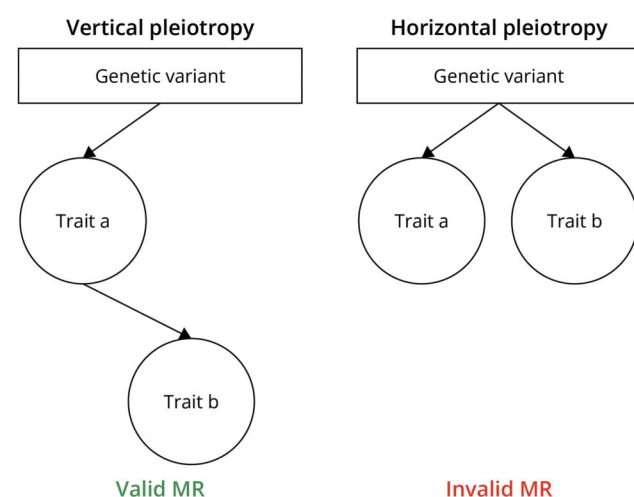 Vertical pleiotropy
Genetic variant
Trait a
Trait b
Valid MR
Horizontal pleiotropy
Genetic variant
Trait a
Trait b
Invalid MR